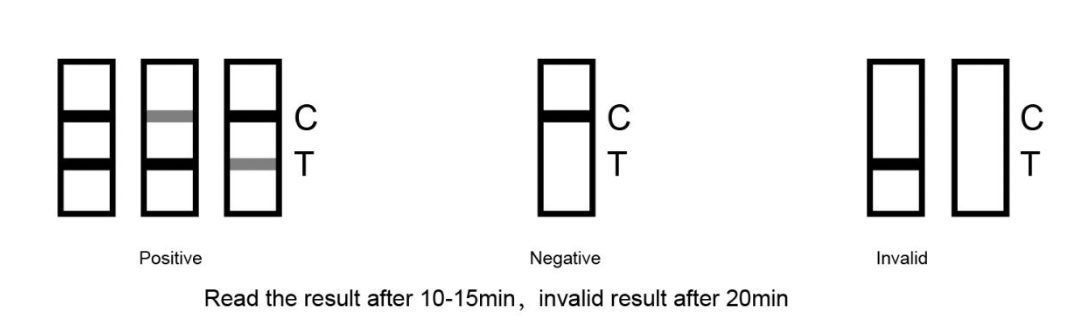 C
T
C
T
C
T
Positive
Negative
Invalid
Read the result after 10-15min，invalid result after 20min